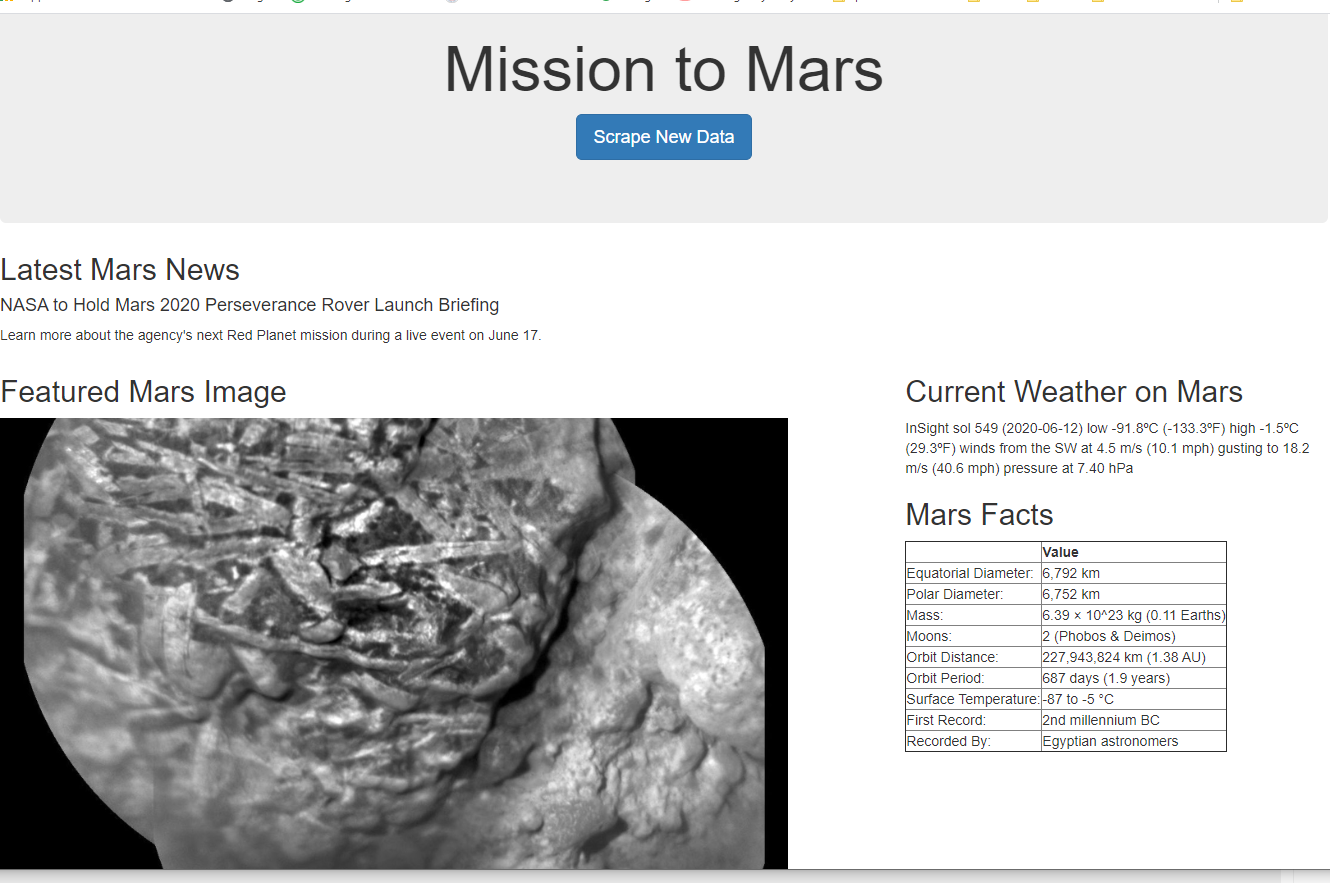 Mission to Mars
Scrape New Data
Latest Mars News
NASA to Hold Mars 2020 Perseverance Rover Launch Briefing
Learn more about the agency's next Red Planet mission during a live event on June 17.
Featured Mars Image
Current Weather on Mars
InSight sol 549 (2020-06-12) low -91.8ºC (-133.3ºF) high -1.5ºC
(29.3ºF) winds from the SW at 4.5 m/s (10.1 mph) gusting to 18.2
m/s (40.6 mph) pressure at 7.40 hPa
Mars Facts
Value
Equatorial Diameter: 6,792 km
Polar Diameter: 6,752 km
Mass: 6.39 × 10^23 kg (0.11 Earths)
Moons: 2 (Phobos & Deimos)
Orbit Distance: 227,943,824 km (1.38 AU)
Orbit Period: 687 days (1.9 years)
Surface Temperature: -87 to -5 °C
First Record: 2nd millennium BC
Recorded By: Egyptian astronomers